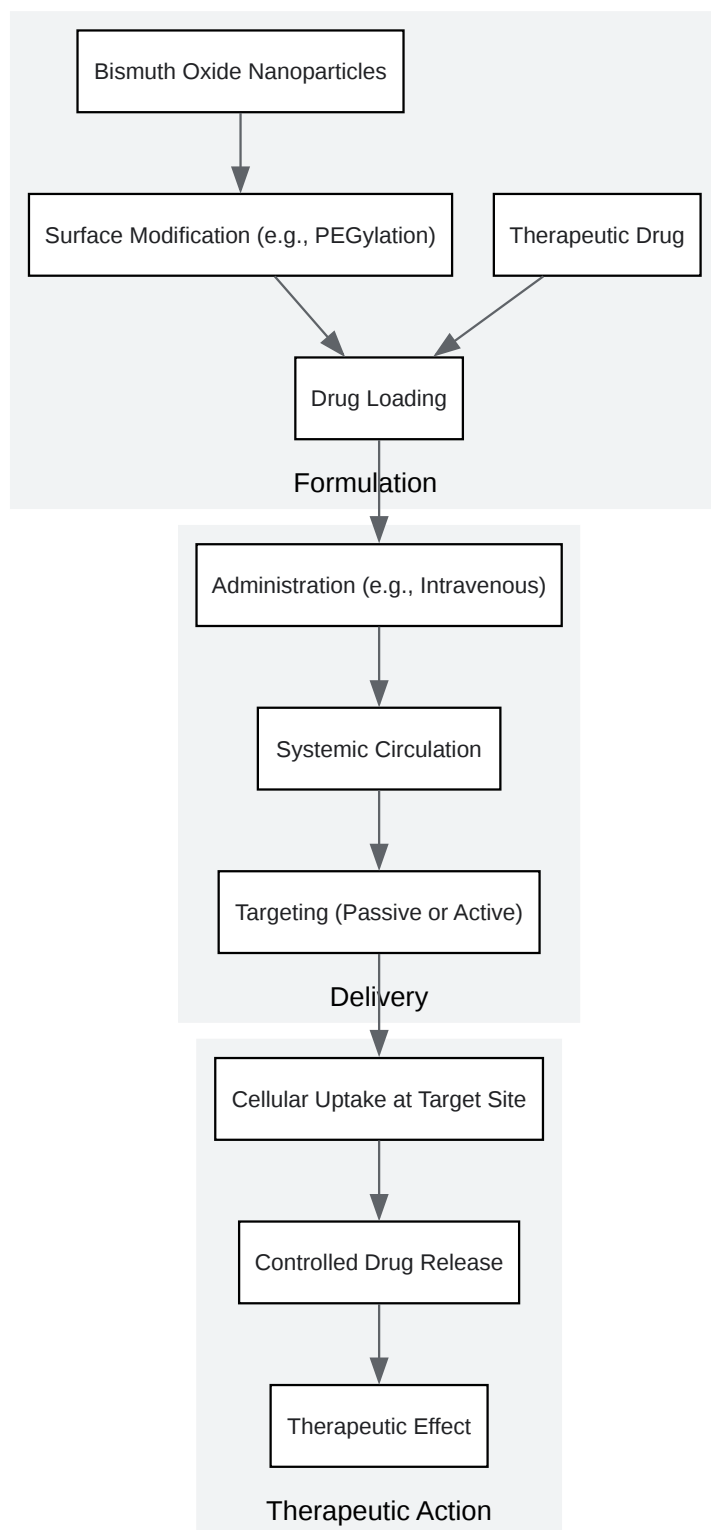 Bismuth Oxide Nanoparticles
Surface Modification (e.g., PEGylation)
Therapeutic Drug
Drug Loading
Formulation
Administration (e.g., Intravenous)
Systemic Circulation
Targeting (Passive or Active)
Delivery
Cellular Uptake at Target Site
Controlled Drug Release
Therapeutic Effect
Therapeutic Action